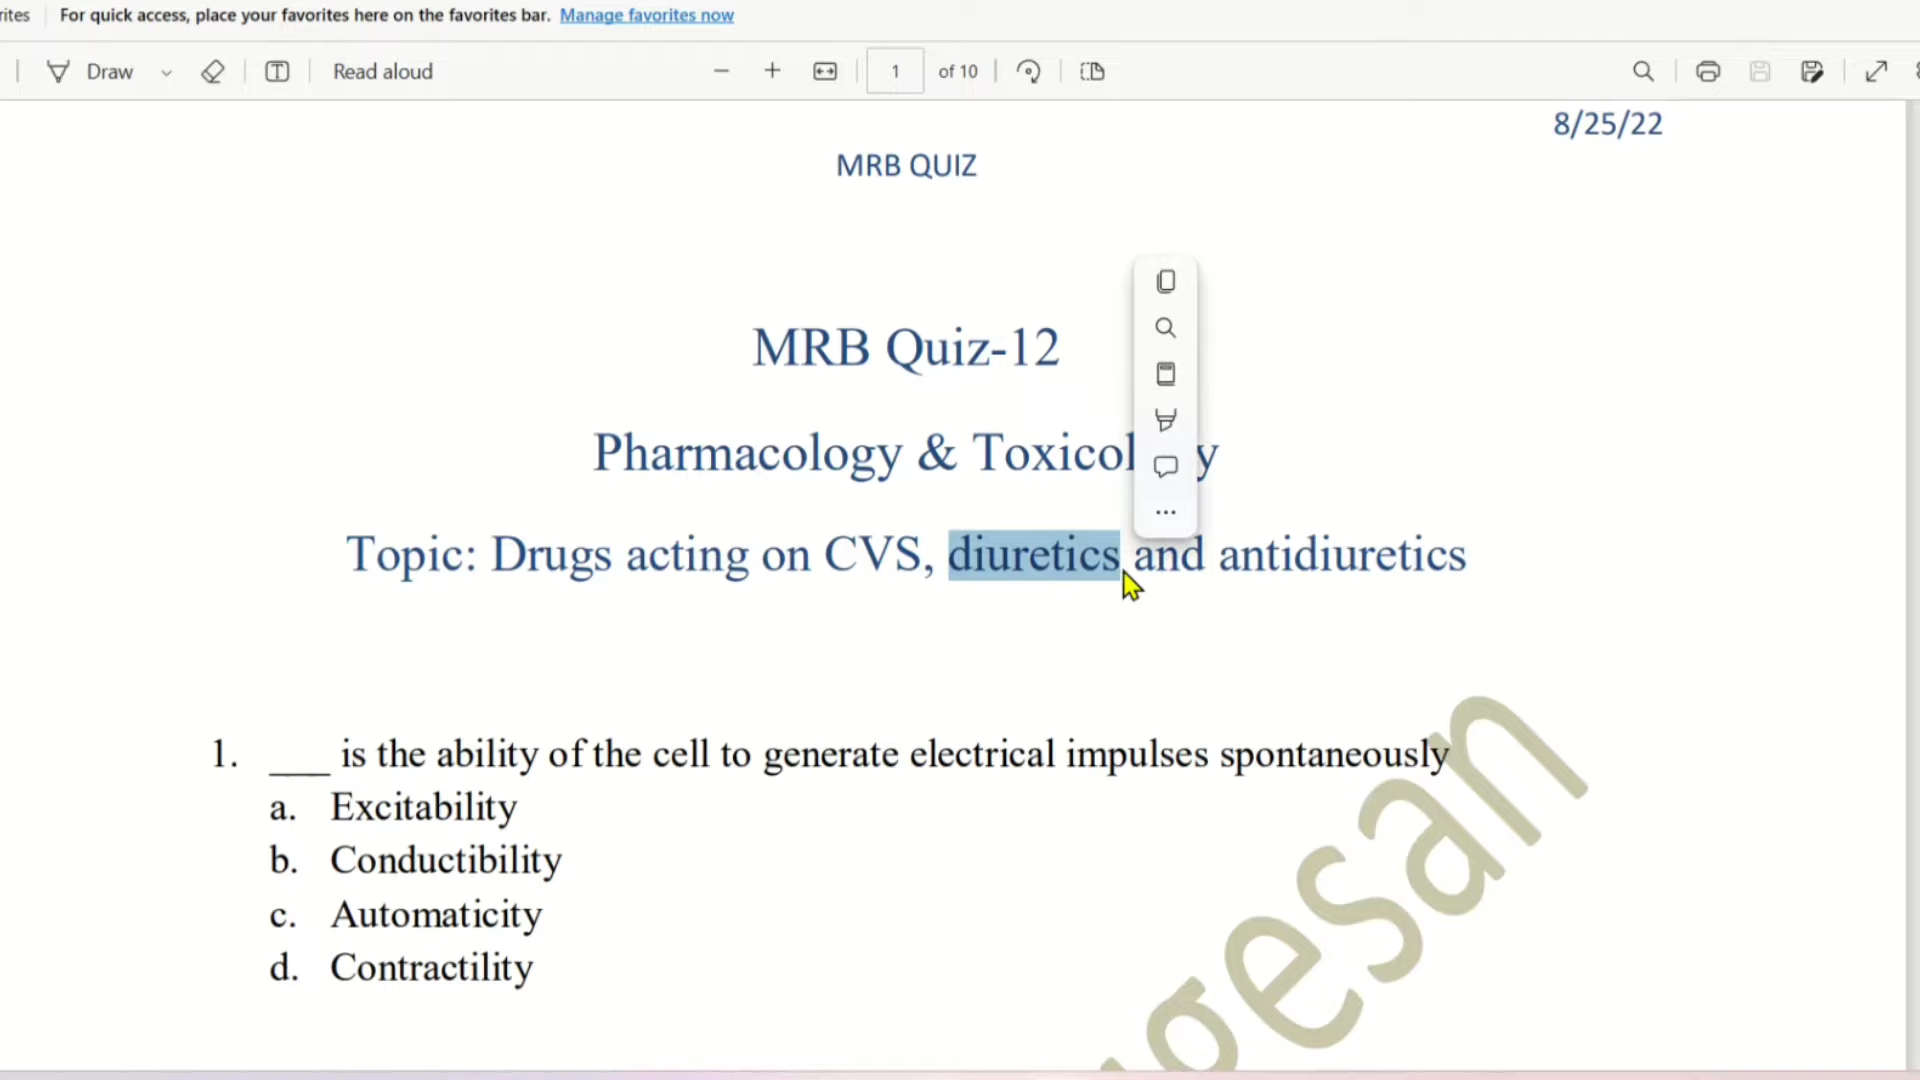 For quick access, place your favorites here on the favorites bar. Manage favorites now
Draw Read aloud 1 of 10
8/25/22
MRB QUIZ
MRB Quiz-12
Pharmacology &
Topic: Drugs acting on CVS, diuretics and antidiuretics
1. ___ is the ability of the cell to generate electrical impulses spontaneously
a. Excitability
b. Conductibility
c. Automaticity
d. Contractility